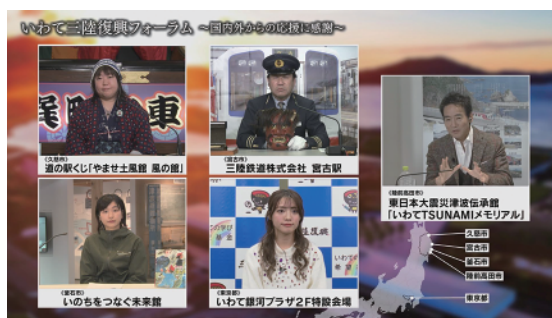 いわて三陸復興フォーラム ～国内外からの応援に感謝～
《久慈市》
道の駅くじ「やませ土風館 風の館」
《宮古市》
三陸鉄道株式会社 宮古駅
《陸前高田市》
東日本大震災津波伝承館
「いわてTSUNAMIメモリアル」
《釜石市》
いのちをつなぐ未来館
《東京都》
いわて銀河プラザ2F特設会場
久慈市
宮古市
釜石市
陸前高田市
東京都